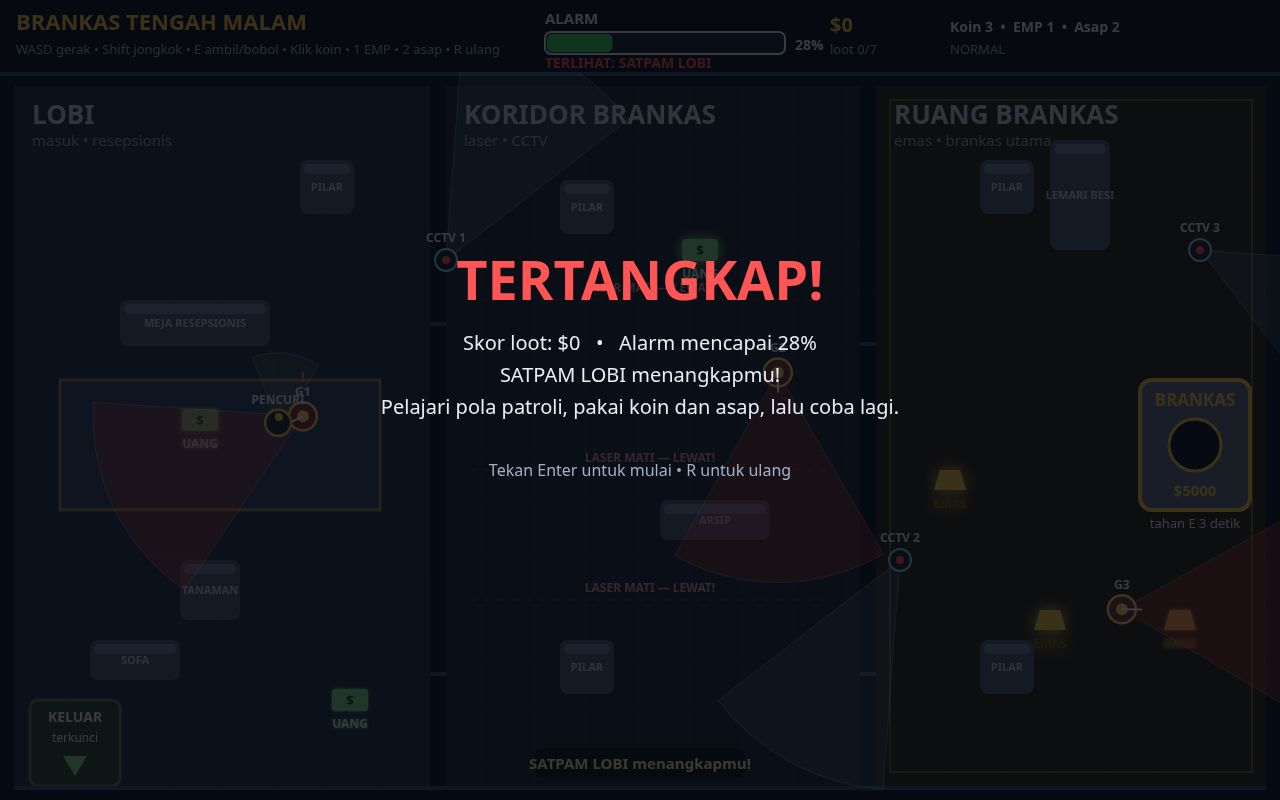 BRANKAS TENGAH MALAM
WASD gerak • Shift jongkok • E ambil/bobol • Klik koin • 1 EMP • 2 asap • R ulang
ALARM
28%
TERLIHAT: SATPAM LOBI
$0
loot 0/7
Koin 3 • EMP 1 • Asap 2
NORMAL
LOBI
masuk • resepsionis
KORIDOR BRANKAS
laser • CCTV
RUANG BRANKAS
emas • brankas utama
PILAR
PILAR
PILAR
LEMARI BESI
CCTV 1
CCTV 3
$
UANG
MEJA RESEPSIONIS
TERTANGKAP!
Skor loot: $0 • Alarm mencapai 28%
SATPAM LOBI menangkapmu!
Pelajari pola patroli, pakai koin dan asap, lalu coba lagi.
Tekan Enter untuk mulai • R untuk ulang
!
G1
PENCURI
$
UANG
LASER MATI — LEWAT!
ARSIP
LASER MATI — LEWAT!
BRANKAS
$5000
tahan E 3 detik
EMAS
CCTV 2
G3
EMAS
TANAMAN
SOFA
PILAR
PILAR
$
UANG
KELUAR
terkunci
SATPAM LOBI menangkapmu!